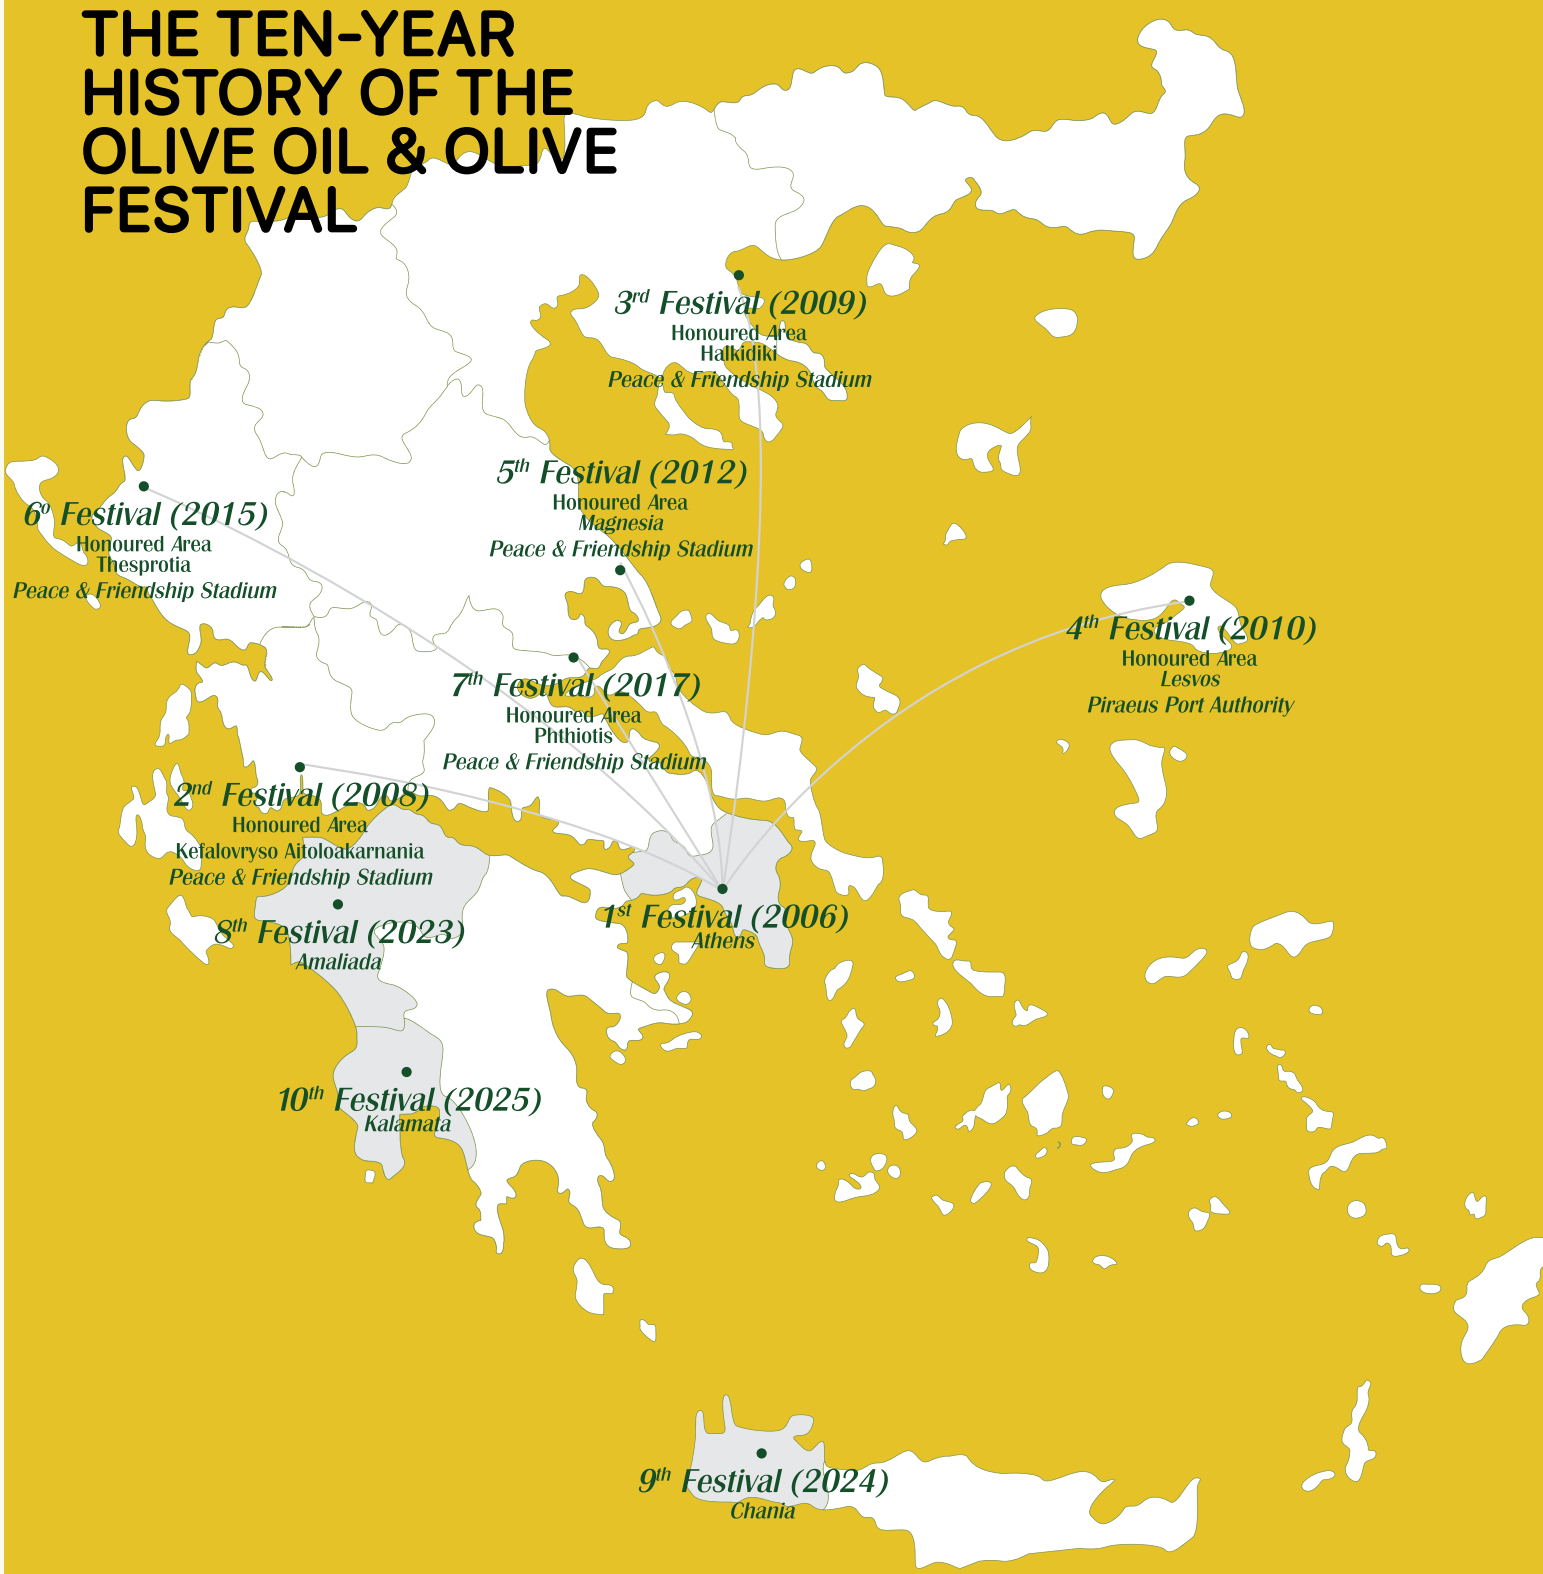 THE TEN-YEAR
HISTORY OF THE
OLIVE OIL & OLIVE
FESTIVAL
3rd Festival (2009)
Honoured Area
Halkidiki
Peace & Friendship Stadium
5th Festival (2012)
Honoured Area
Magnesia
Peace & Friendship Stadium
6º Festival (2015)
Honoured Area
Thesprotia
Peace & Friendship Stadium
4th Festival (2010)
Honoured Area
Lesvos
Piraeus Port Authority
7th Festival (2017)
Honoured Area
Phthiotis
Peace & Friendship Stadium
2nd Festival (2008)
Honoured Area
Kefalovryso Aitoloakarnania
Peace & Friendship Stadium
1st Festival (2006)
Athens
8th Festival (2023)
Amaliada
10th Festival (2025)
Kalamata
9th Festival (2024)
Chania